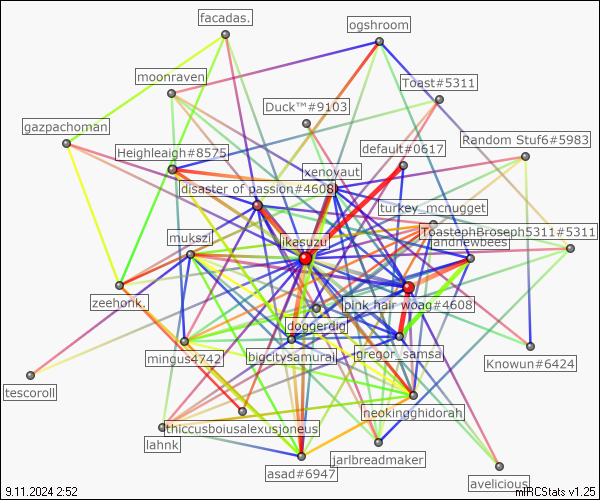 facadas.
ogshroom
moonraven
Toast#5311
Duck™#9103
gazpachoman
Random Stuf6#5983
default#0617
Heighleaigh#8575
xenovaut
disaster of passion#4608
turkey_mcnugget
ToastephBroseph5311#5311
mukszi
ikasuzu
landnewbees
zeehonk.
pink hair woag#4608
doggerdig
mingus4742
bigcitysamurai
gregor_samsa
Knowun#6424
tescoroll
neokingghidorah
thiccusboiusalexusjoneus
lahnk
jarlbreadmaker
asad#6947
avelicious
9.11.2024 2:52
mIRCStats v1.25